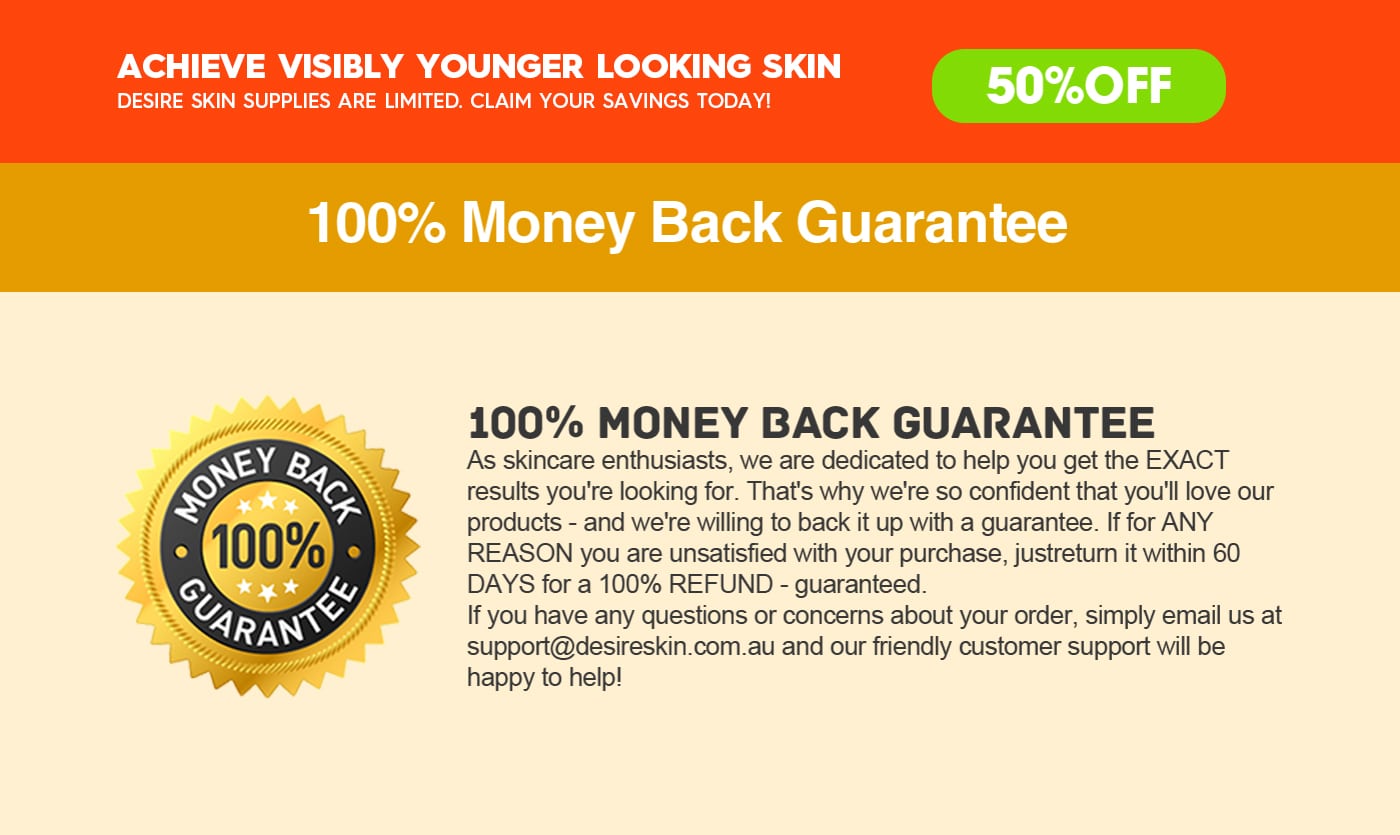 ACHIEVE VISIBLY YOUNGER LOOKING SKIN
DESIRE SKIN SUPPLIES ARE LIMITED. CLAIM YOUR SAVINGS TODAY!
50%OFF
100% Money Back Guarantee
MONEY BACK
100%
GUARANTEE
100% MONEY BACK GUARANTEE
As skincare enthusiasts, we are dedicated to help you get the EXACT
results you're looking for. That's why we're so confident that you'll love our
products - and we're willing to back it up with a guarantee. If for ANY
REASON you are unsatisfied with your purchase, justreturn it within 60
DAYS for a 100% REFUND - guaranteed.
If you have any questions or concerns about your order, simply email us at
support@desireskin.com.au and our friendly customer support will be
happy to help!